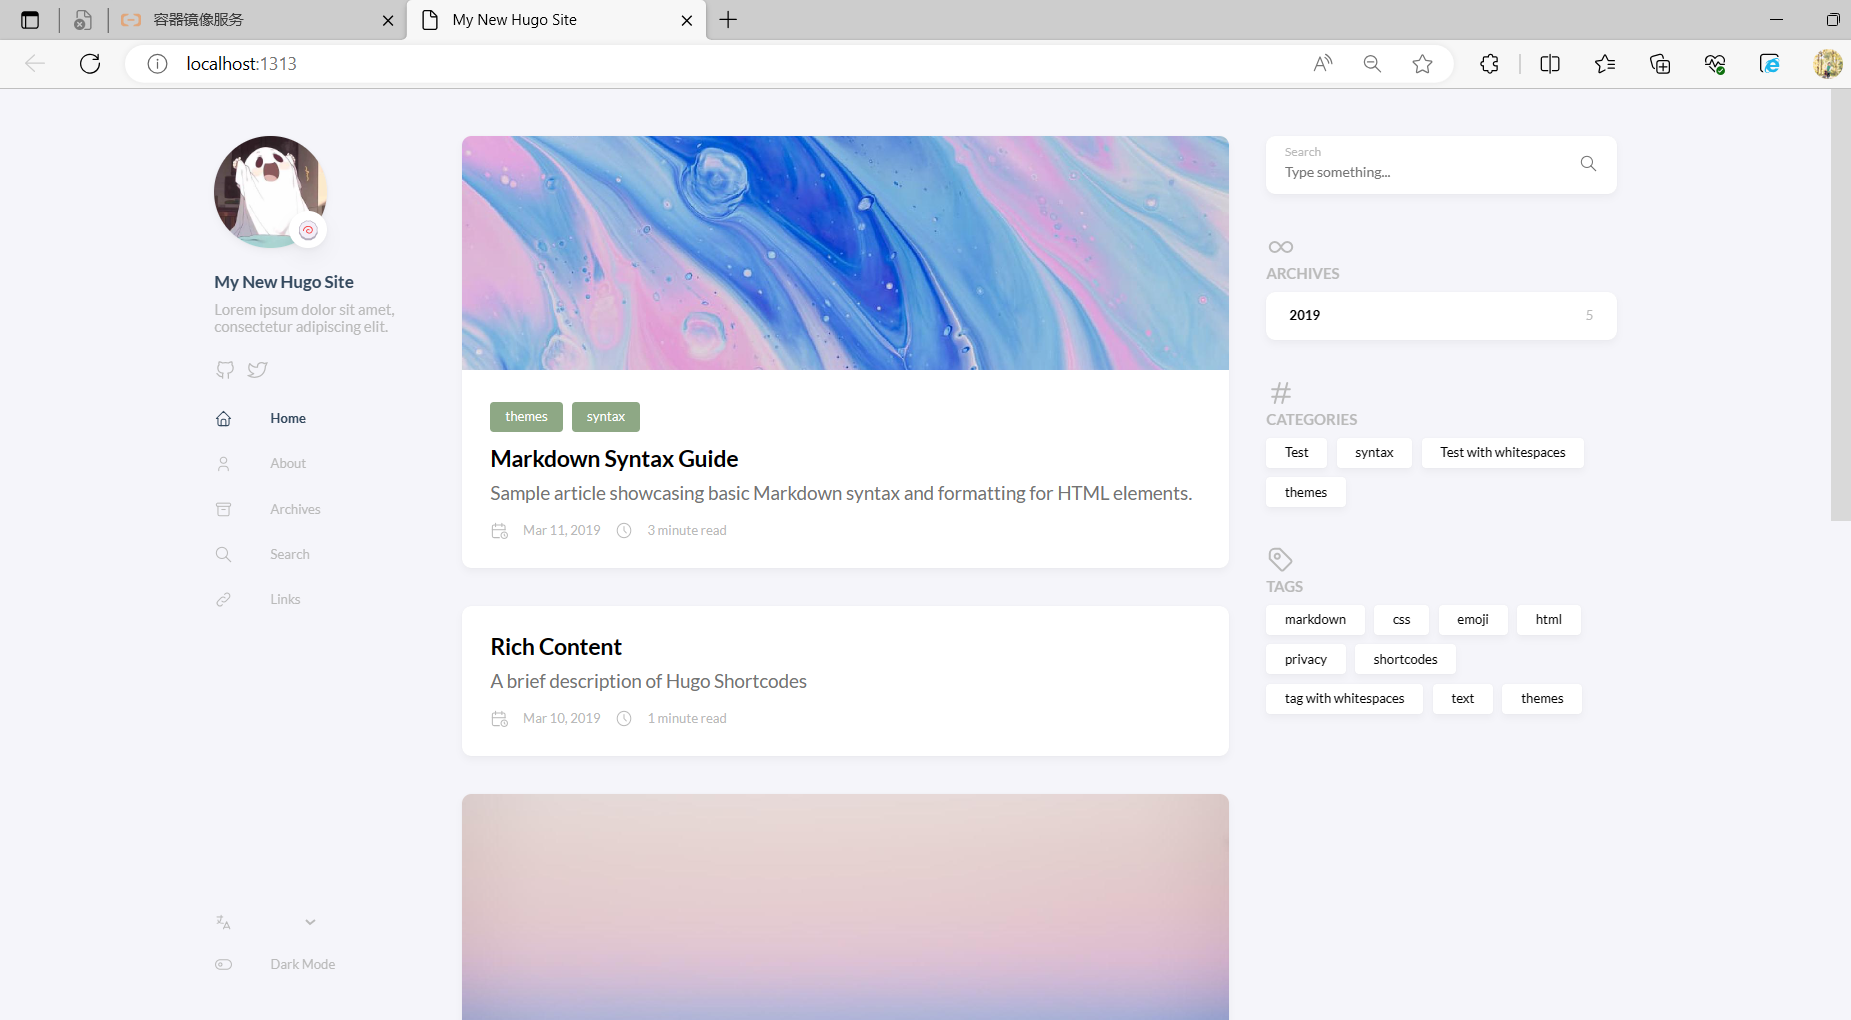 容器镜像服务
My New Hugo Site
localhost:1313
My New Hugo Site
Lorem ipsum dolor sit amet,
consectetur adipiscing elit.
Home
About
Archives
Search
Links
Dark Mode
themes
syntax
Markdown Syntax Guide
Sample article showcasing basic Markdown syntax and formatting for HTML elements.
Mar 11, 2019
3 minute read
Rich Content
A brief description of Hugo Shortcodes
Mar 10, 2019
1 minute read
Search
Type something...
ARCHIVES
2019
5
CATEGORIES
Test
syntax
Test with whitespaces
themes
TAGS
markdown
css
emoji
html
privacy
shortcodes
tag with whitespaces
text
themes